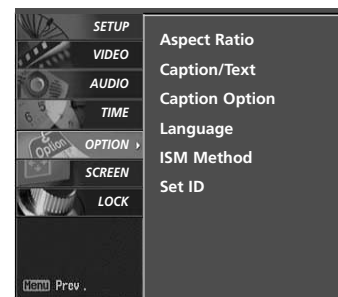 SETUP
VIDEO
AUDIO
TIME
Option
OPTION
SCREEN
LOCK
Menu Prev.
Aspect Ratio
Caption/Text
Caption Option
Language
ISM Method
Set ID